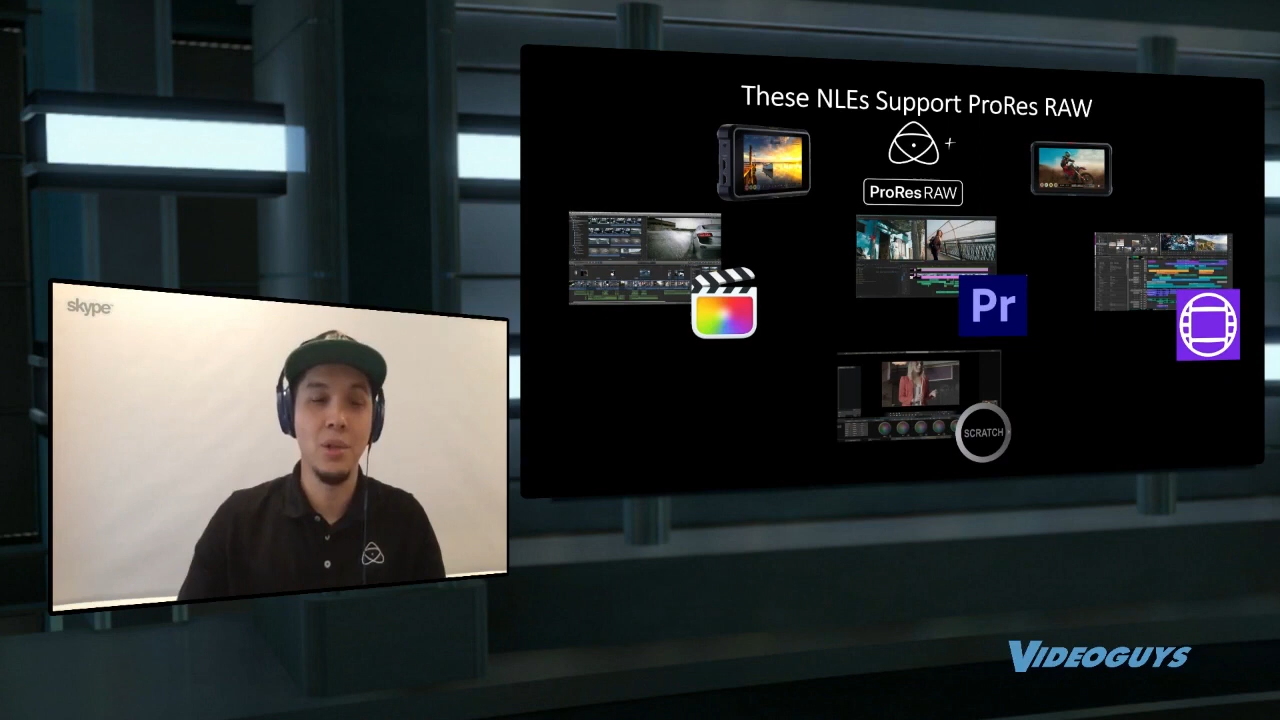 These NLEs Support ProRes RAW
ProRes RAW
skype
Pr
SCRATCH
VIDEOGUYS